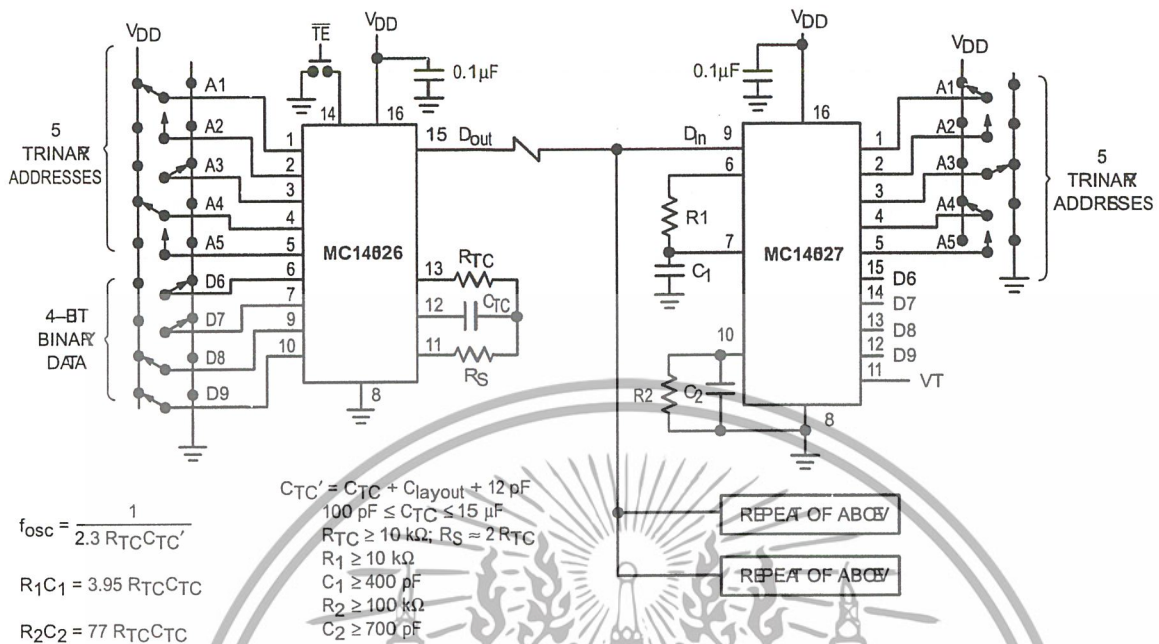 VDD
TE
VDD
0.1µF
A1
14
16
5
TRINARY
ADDRESSES
A2
A3
A4
A5
1
2
3
4
5
15 Dout
MC14026
D6
6
13 RTC
4–BIT
BINARY
DATA
D7
7
12 CTC
D8
9
11 RS
D9
10
8
VDD
0.1µF
16
VDD
Din 9
6
R1
7
C1
MC14027
10
R2 C2
8
1 A1
2 A2
3 A3
4 A4
5 A5
5
TRINARY
ADDRESSES
15 D6
14 D7
13 D8
12 D9
11 VT
REPEAT OF ABOVE
REPEAT OF ABOVE
fosc = 1 / 2.3 RTCCTC′
R1C1 = 3.95 RTCCTC
R2C2 = 77 RTCCTC
CTC′ = CTC + Clayout + 12 pF
100 pF ≤ CTC ≤ 15 µF
RTC ≥ 10 kΩ; RS ≈ 2 RTC
R1 ≥ 10 kΩ
C1 ≥ 400 pF
R2 ≥ 100 kΩ
C2 ≥ 700 pF